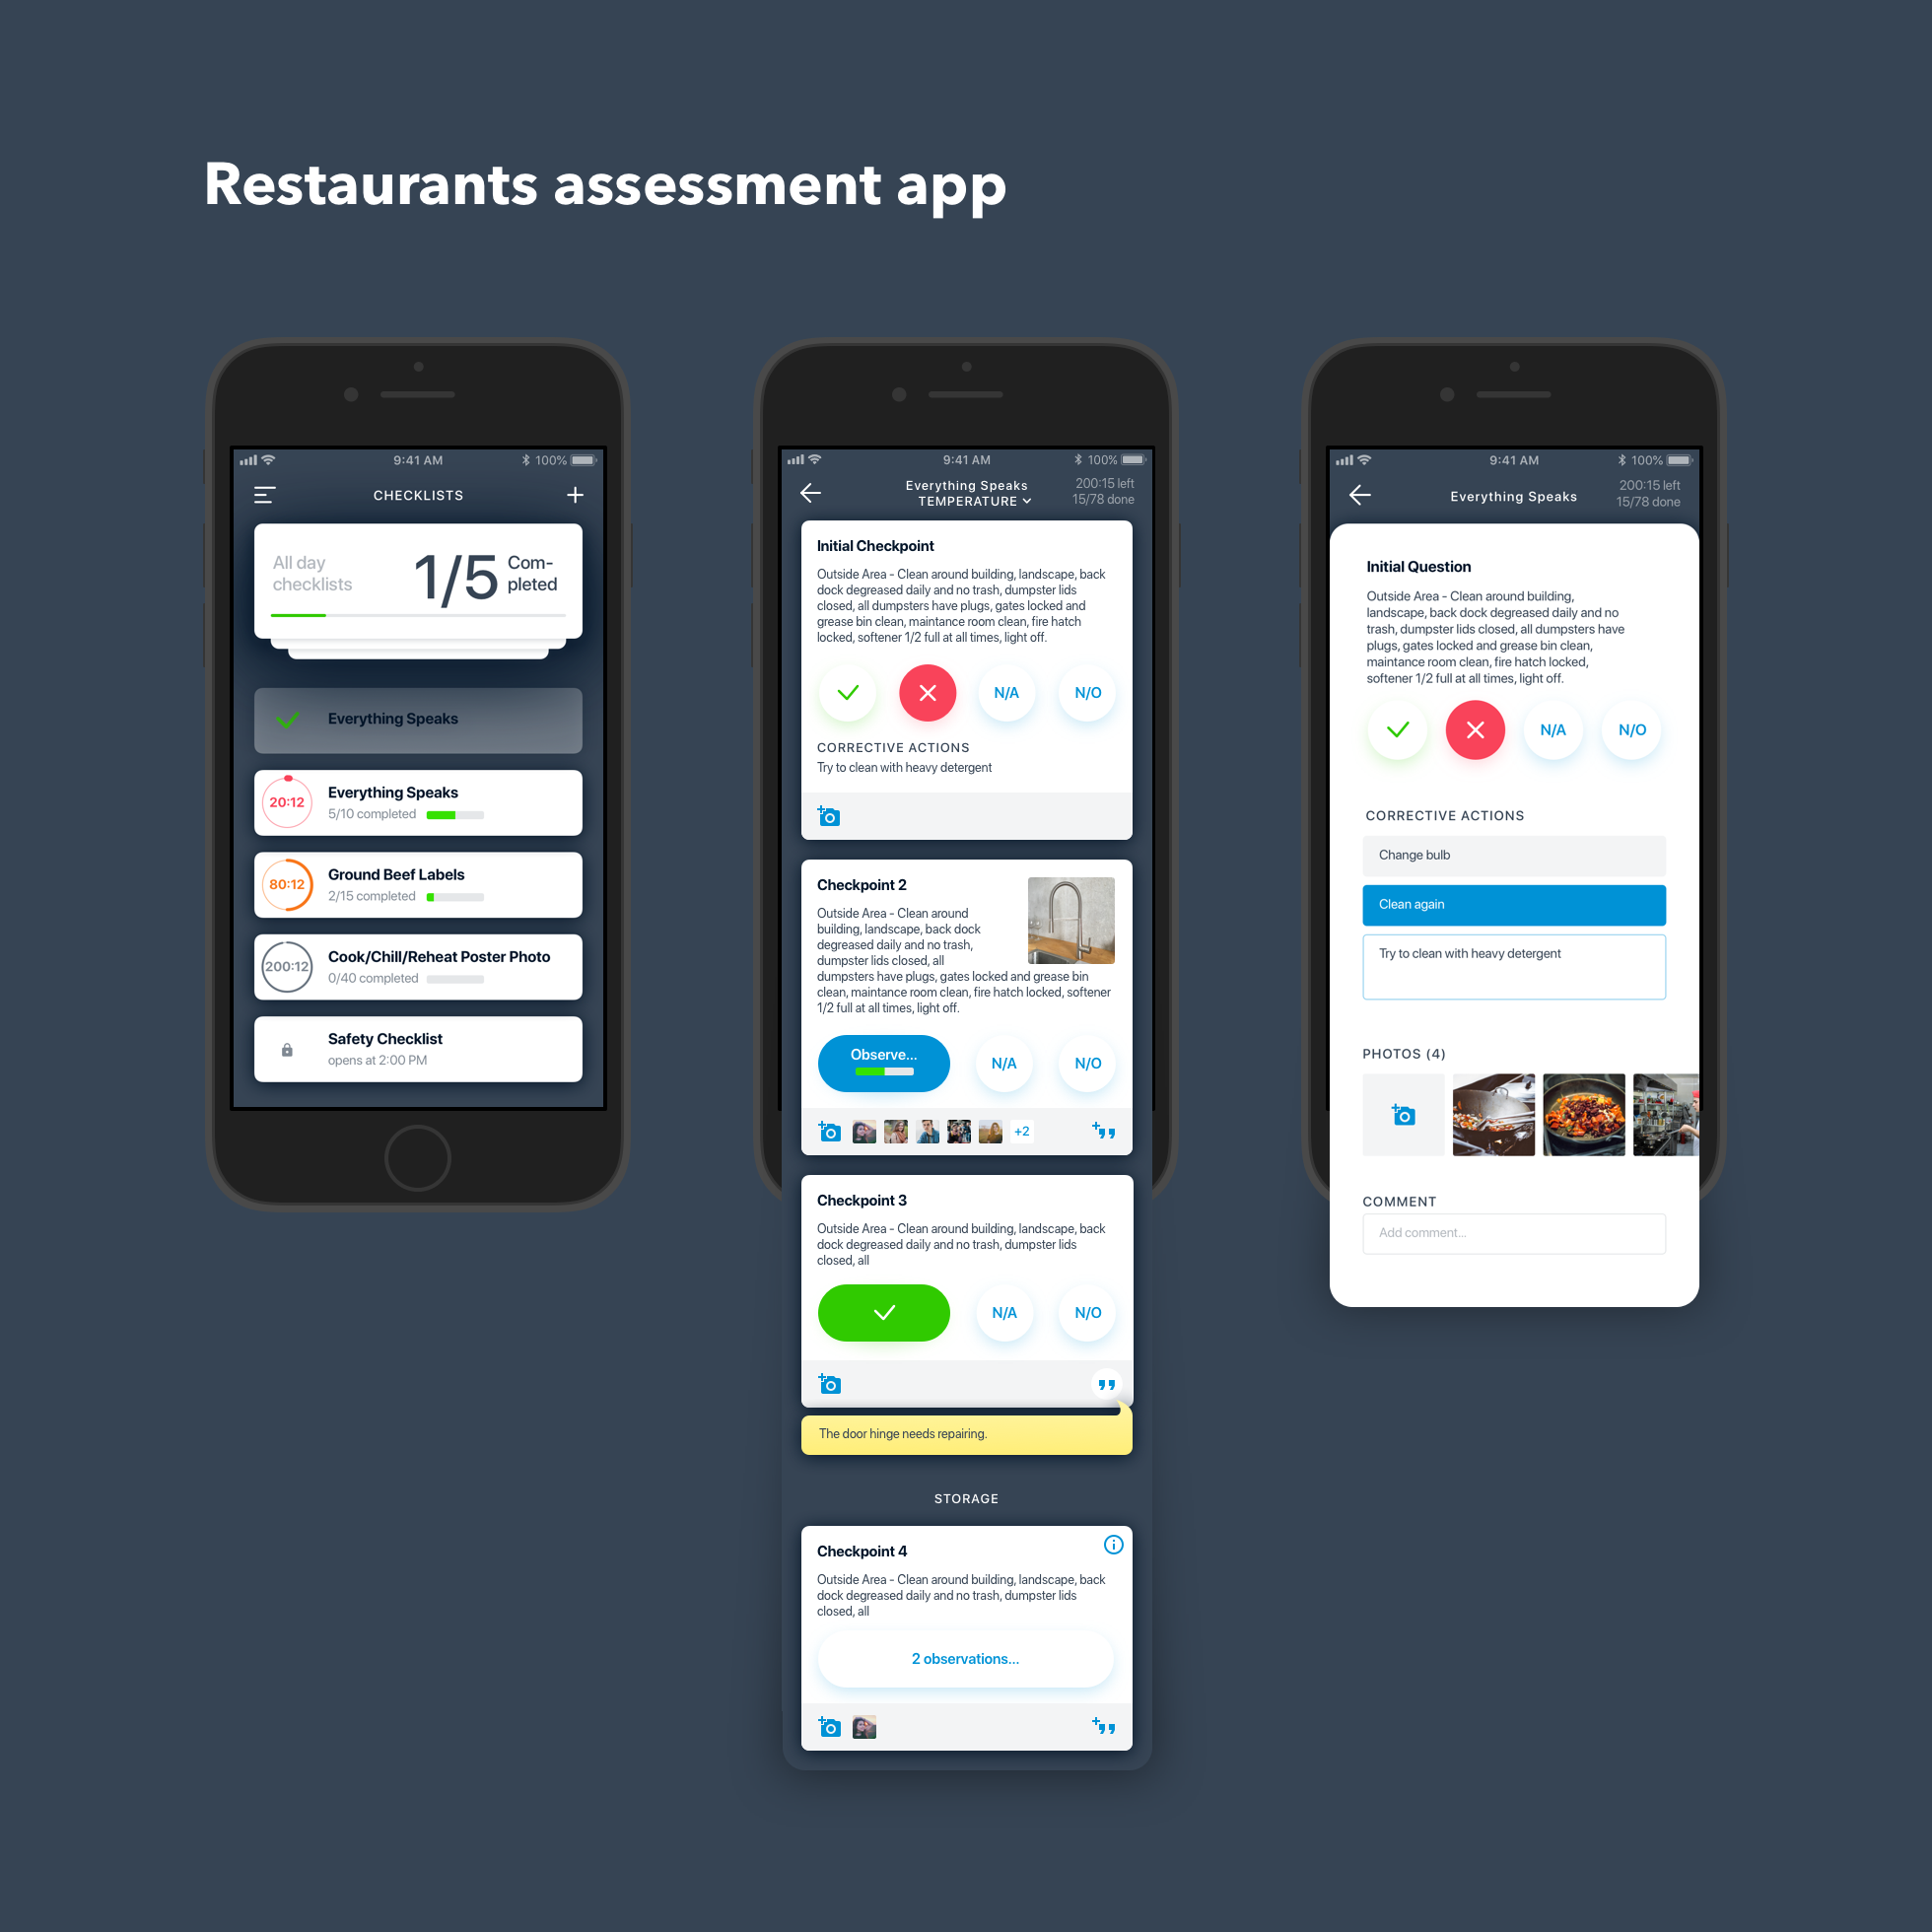 Restaurants assessment app
9:41 AM
100%
CHECKLISTS
All day
checklists
1/5
Com-
pleted
Everything Speaks
20:12
Everything Speaks
5/10 completed
80:12
Ground Beef Labels
2/15 completed
200:12
Cook/Chill/Reheat Poster Photo
0/40 completed
Safety Checklist
opens at 2:00 PM
9:41 AM
100%
Everything Speaks
TEMPERATURE
200:15 left
15/78 done
Initial Checkpoint
Outside Area - Clean around building, landscape, back
dock degreased daily and no trash, dumpster lids
closed, all dumpsters have plugs, gates locked and
grease bin clean, maintance room clean, fire hatch
locked, softener 1/2 full at all times, light off.
N/A
N/O
CORRECTIVE ACTIONS
Try to clean with heavy detergent
Checkpoint 2
Outside Area - Clean around
building, landscape, back dock
degreased daily and no trash,
dumpster lids closed, all
dumpsters have plugs, gates locked and grease bin
clean, maintance room clean, fire hatch locked, softener
1/2 full at all times, light off.
Observe...
N/A
N/O
+2
Checkpoint 3
Outside Area - Clean around building, landscape, back
dock degreased daily and no trash, dumpster lids
closed, all
N/A
N/O
The door hinge needs repairing.
STORAGE
Checkpoint 4
Outside Area - Clean around building, landscape, back
dock degreased daily and no trash, dumpster lids
closed, all
2 observations...
9:41 AM
100%
Everything Speaks
200:15 left
15/78 done
Initial Question
Outside Area - Clean around building,
landscape, back dock degreased daily and no
trash, dumpster lids closed, all dumpsters have
plugs, gates locked and grease bin clean,
maintance room clean, fire hatch locked,
softener 1/2 full at all times, light off.
N/A
N/O
CORRECTIVE ACTIONS
Change bulb
Clean again
Try to clean with heavy detergent
PHOTOS (4)
COMMENT
Add comment...